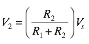 V₂ = (R₂ / (R₁ + R₂)) Vₛ